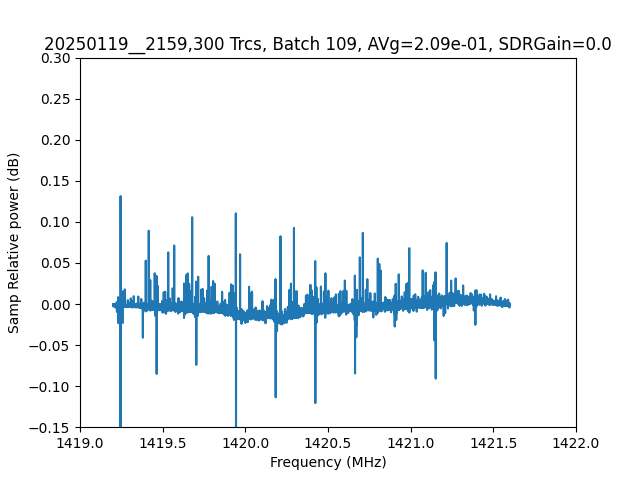 20250119__2159,300 Trcs, Batch 109, AVg=2.09e-01, SDRGain=0.0
0.30
0.25
0.20
0.15
0.10
0.05
0.00
−0.05
−0.10
−0.15
Samp Relative power (dB)
1419.0 1419.5 1420.0 1420.5 1421.0 1421.5 1422.0
Frequency (MHz)